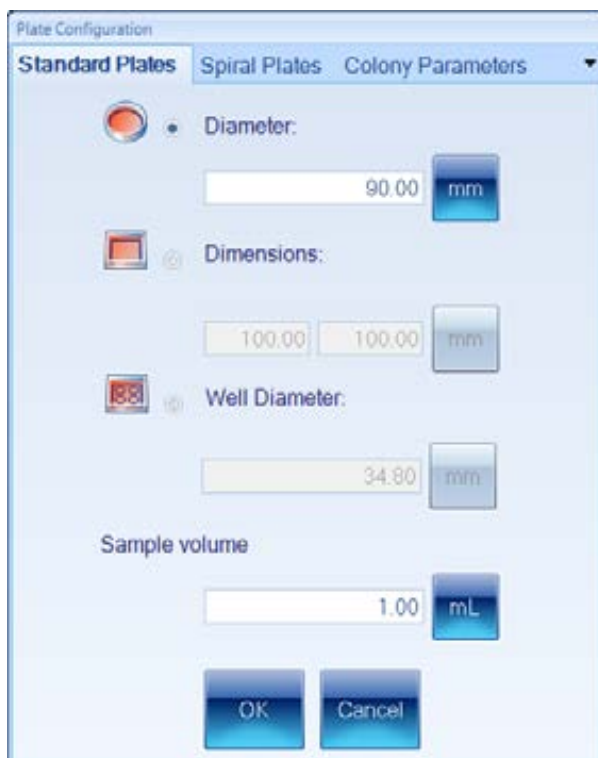 Plate Configuration
Standard Plates Spiral Plates Colony Parameters
Diameter:
90.00 mm
Dimensions:
100.00 100.00 mm
Well Diameter:
34.80 mm
Sample volume
1.00 mL
OK Cancel